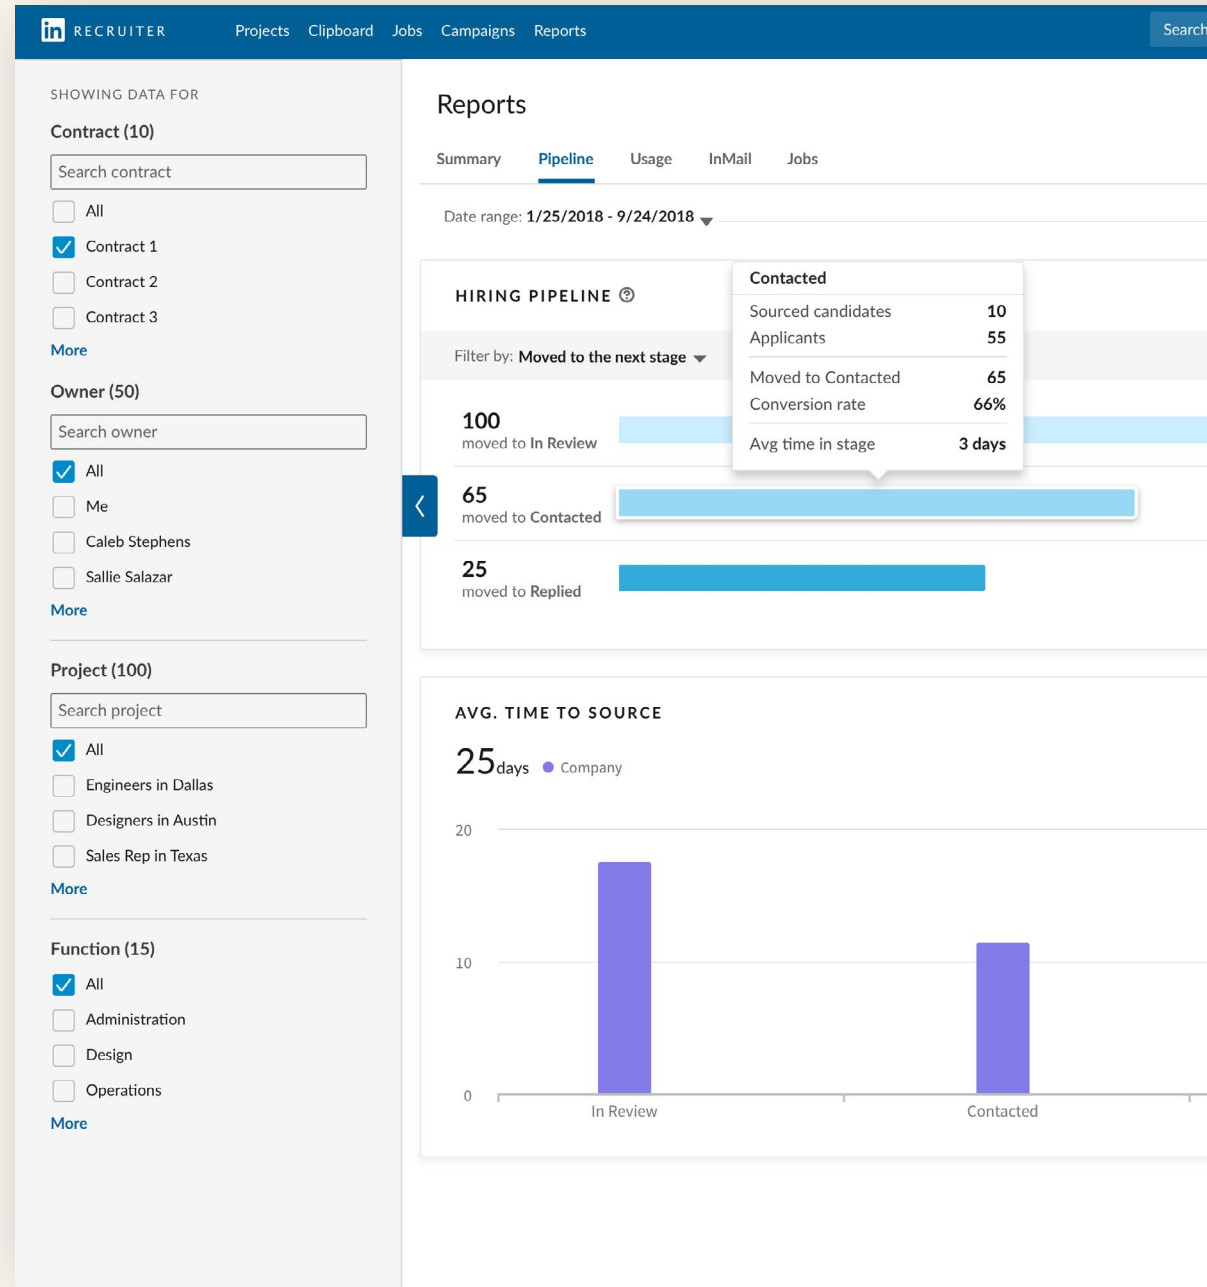 in RECRUITER Projects Clipboard Jobs Campaigns Reports Search
SHOWING DATA FOR
Contract (10)
Search contract
All
Contract 1
Contract 2
Contract 3
More
Owner (50)
Search owner
All
Me
Caleb Stephens
Sallie Salazar
More
Project (100)
Search project
All
Engineers in Dallas
Designers in Austin
Sales Rep in Texas
More
Function (15)
All
Administration
Design
Operations
More
Reports
Summary Pipeline Usage InMail Jobs
Date range: 1/25/2018 - 9/24/2018
HIRING PIPELINE ?
Filter by: Moved to the next stage
Contacted
Sourced candidates 10
Applicants 55
Moved to Contacted 65
Conversion rate 66%
Avg time in stage 3 days
100
moved to In Review
65
moved to Contacted
25
moved to Replied
AVG. TIME TO SOURCE
25days Company
20
10
0
In Review Contacted